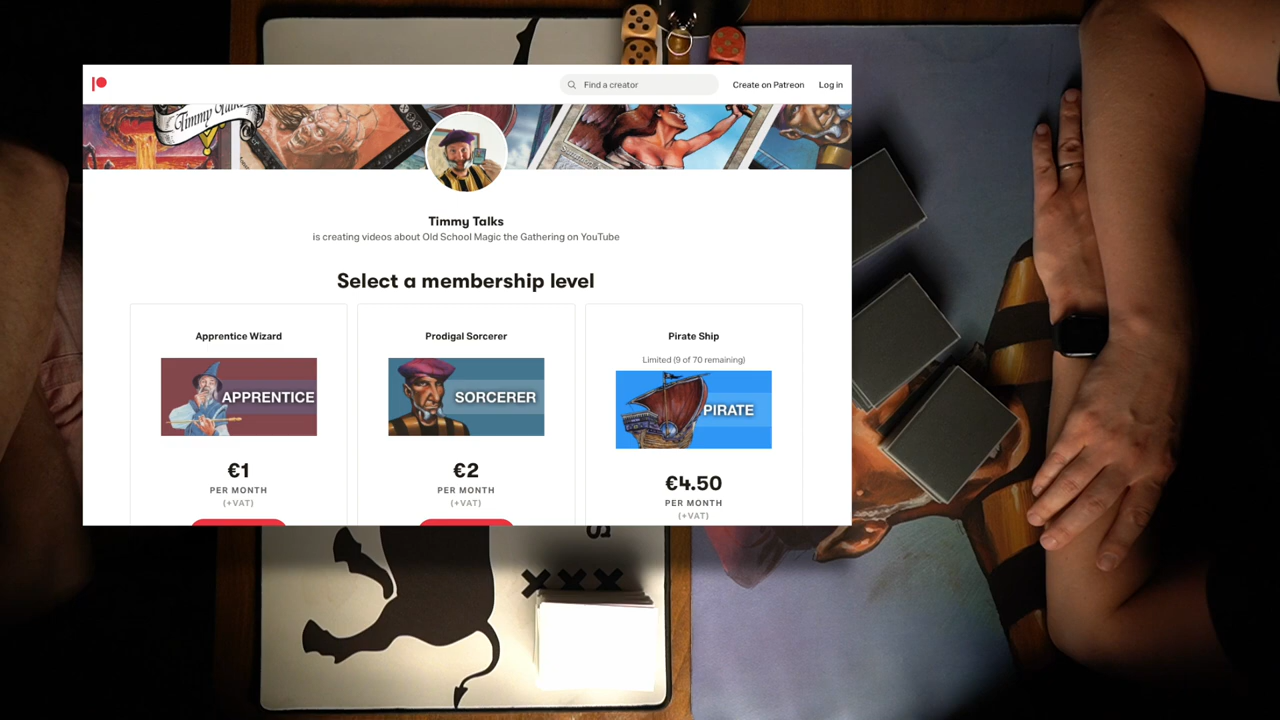 Find a creator
Create on Patreon
Log in
Timmy Talks
Timmy Talks
is creating videos about Old School Magic the Gathering on YouTube
Select a membership level
Apprentice Wizard
Prodigal Sorcerer
Pirate Ship
Limited (9 of 70 remaining)
APPRENTICE
SORCERER
PIRATE
€1
PER MONTH
(+VAT)
€2
PER MONTH
(+VAT)
€4.50
PER MONTH
(+VAT)
XXX